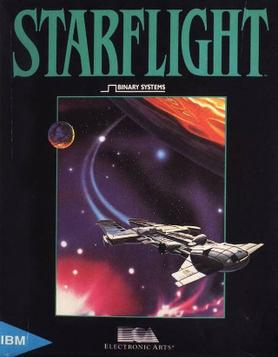 STARFLIGHT
BINARY SYSTEMS
IBM
ELECTRONIC ARTS®